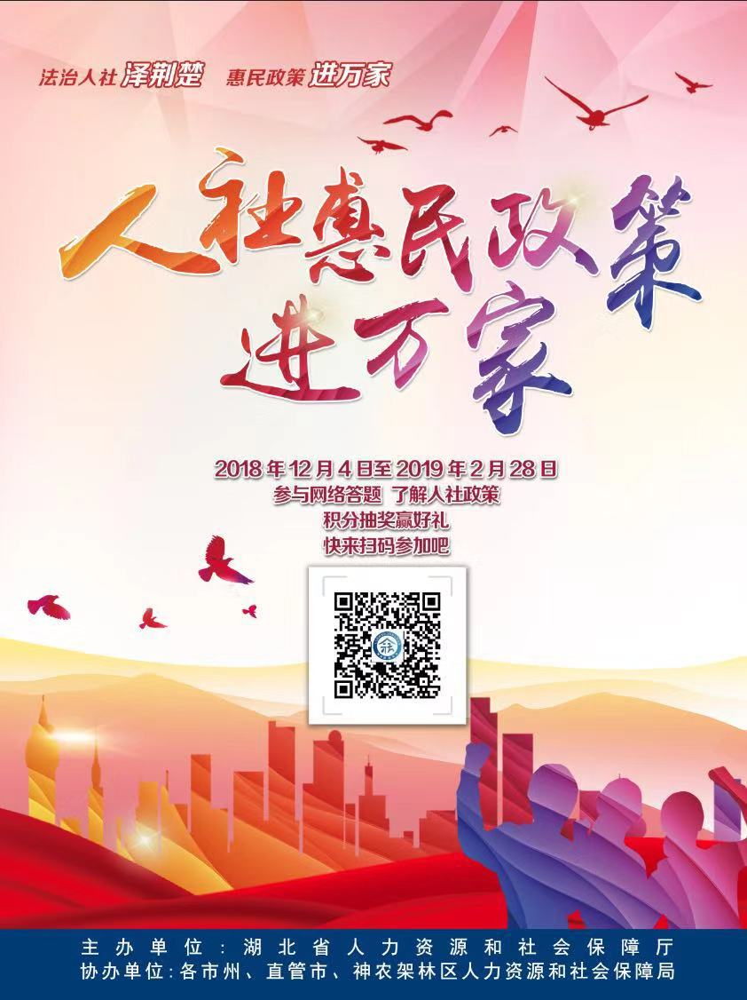 法治人社 泽荆楚 惠民政策 进万家
人社惠民政策
进万家
2018年12月4日至2019年2月28日
参与网络答题 了解人社政策
积分抽奖赢好礼
快来扫码参加吧
主办单位:湖北省人力资源和社会保障厅
协办单位:各市州、直管市、神农架林区人力资源和社会保障局